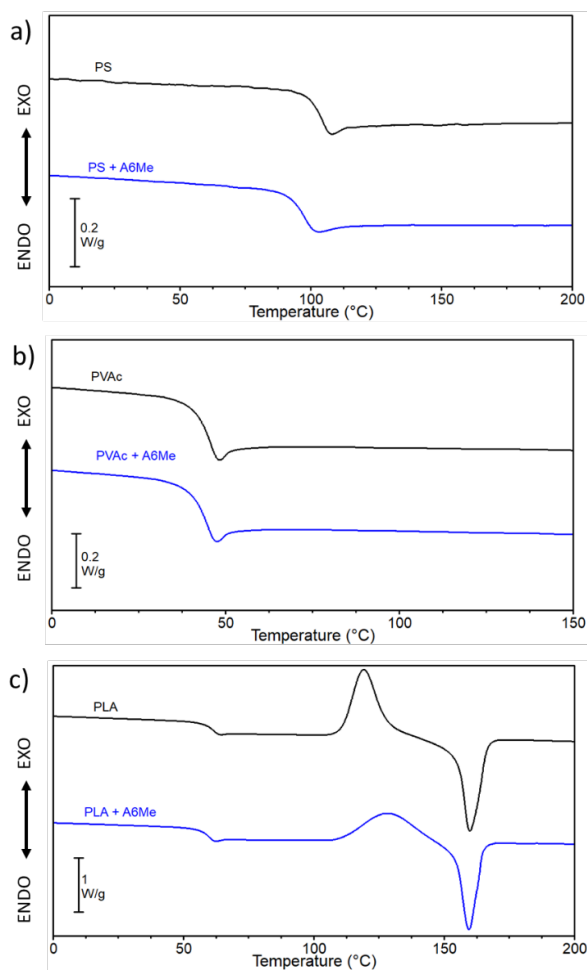 a)
EXO
ENDO
PS
PS + A6Me
0.2
W/g
0 50 100 150 200
Temperature (°C)
b)
EXO
ENDO
PVAc
PVAc + A6Me
0.2
W/g
0 50 100 150
Temperature (°C)
c)
EXO
ENDO
PLA
PLA + A6Me
1
W/g
0 50 100 150 200
Temperature (°C)